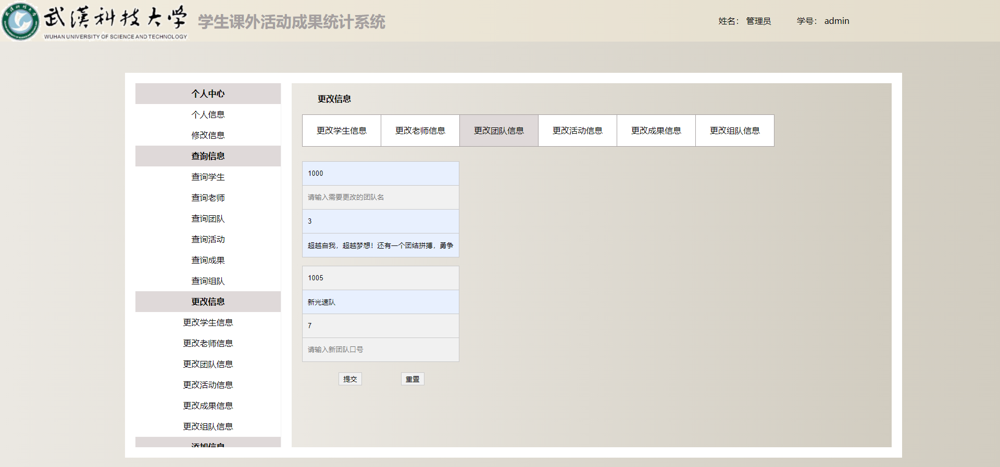 武汉科技大学
武漢科技大学
WUHAN UNIVERSITY OF SCIENCE AND TECHNOLOGY
学生课外活动成果统计系统
姓名： 管理员
学号： admin
个人中心
个人信息
修改信息
查询信息
查询学生
查询老师
查询团队
查询活动
查询成果
查询组队
更改信息
更改学生信息
更改老师信息
更改团队信息
更改活动信息
更改成果信息
更改组队信息
添加信息
更改信息
更改学生信息 更改老师信息 更改团队信息 更改活动信息 更改成果信息 更改组队信息
1000
请输入需要更改的团队名
3
超越自我，超越梦想！还有一个团结拼搏，勇争
1005
新光速队
7
请输入新团队口号
提交 重置